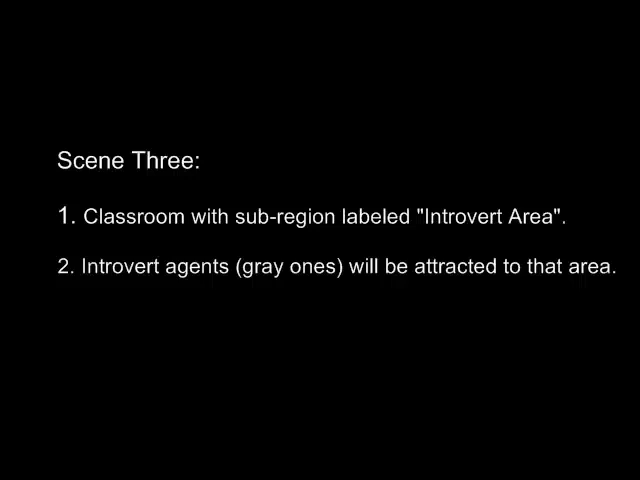 Scene Three:
1. Classroom with sub-region labeled "Introvert Area".
2. Introvert agents (gray ones) will be attracted to that area.